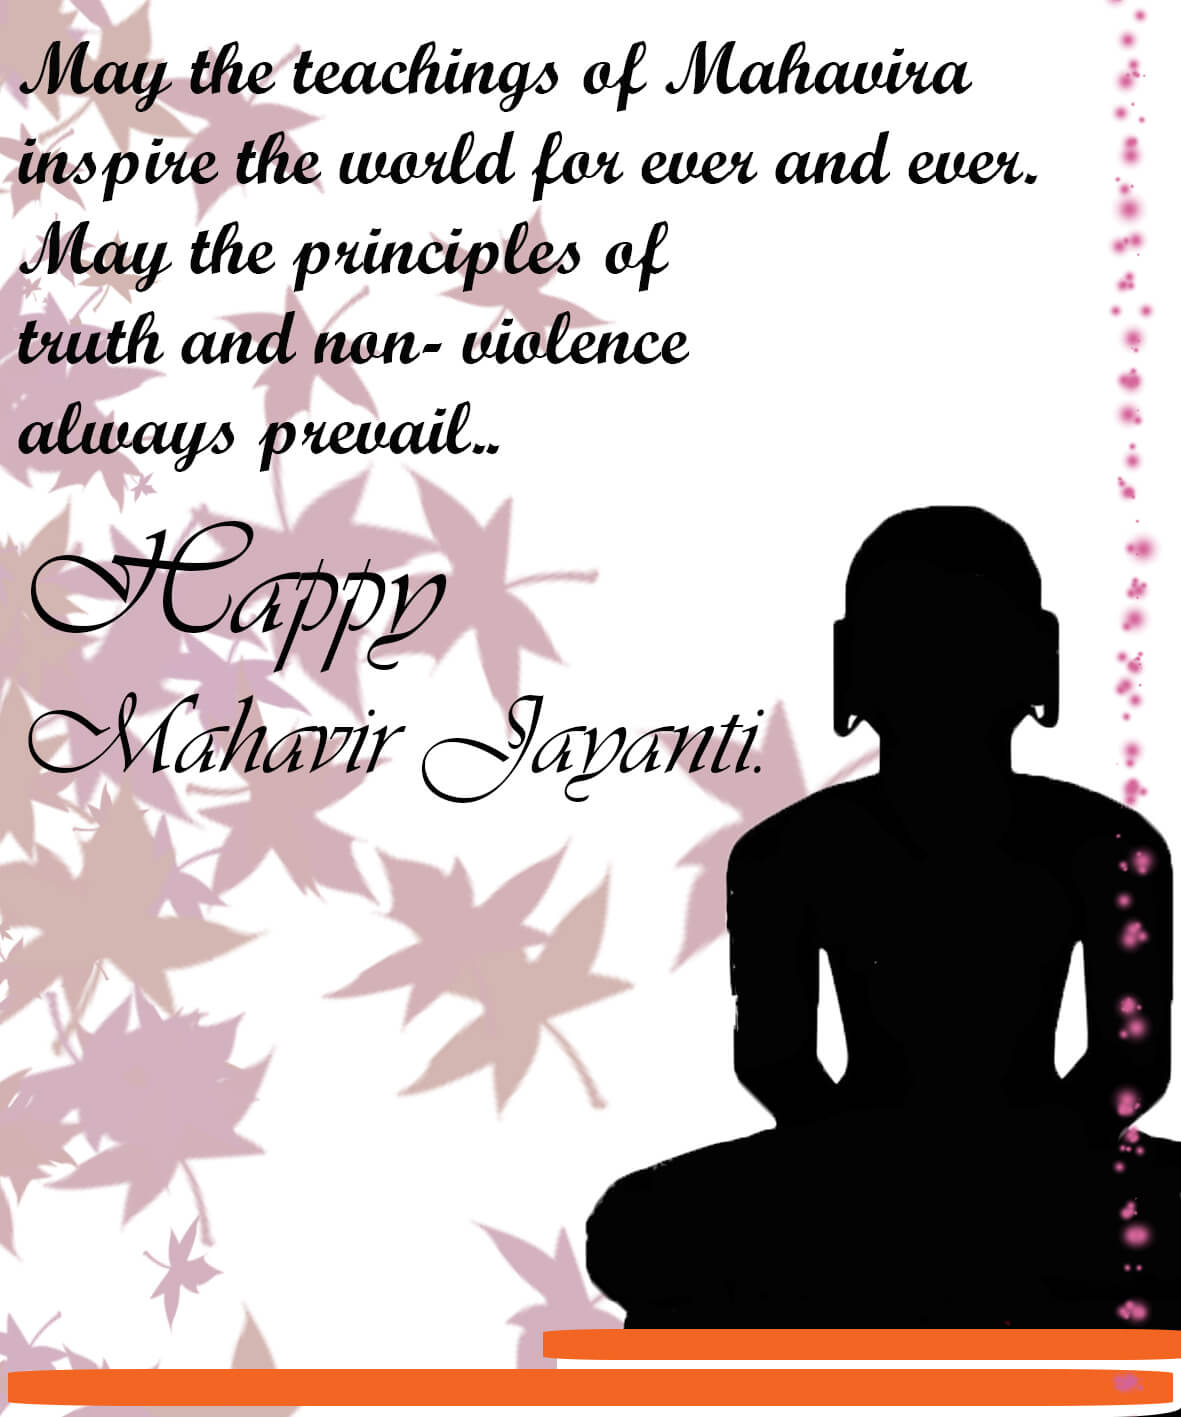 May the teachings of Mahavira
inspire the world for ever and ever.
May the principles of
truth and non- violence
always prevail..
Happy
Mahavir Jayanti.